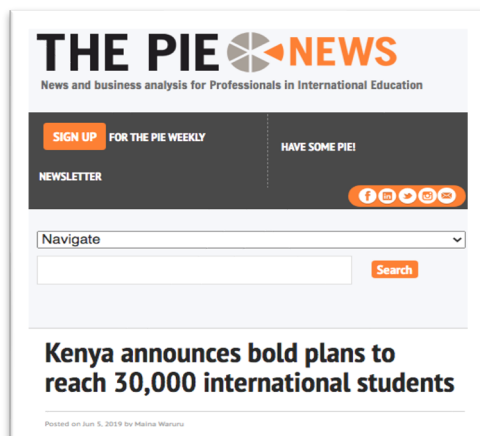 THE PIE NEWS
News and business analysis for Professionals in International Education
SIGN UP FOR THE PIE WEEKLY
NEWSLETTER
HAVE SOME PIE!
Navigate
Search
Kenya announces bold plans to
reach 30,000 international students
Posted on Jun 5, 2019 by Maina Waruru